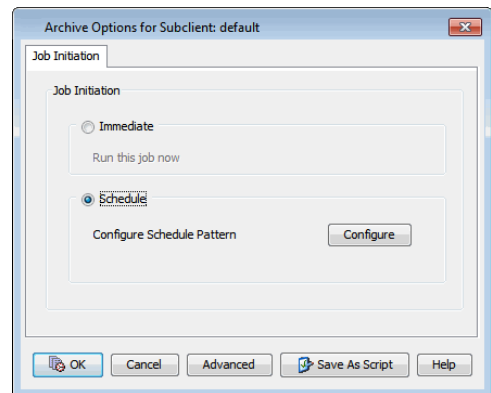 Archive Options for Subclient: default
Job Initiation
Job Initiation
Immediate
Run this job now
Schedule
Configure Schedule Pattern Configure
OK Cancel Advanced Save As Script Help